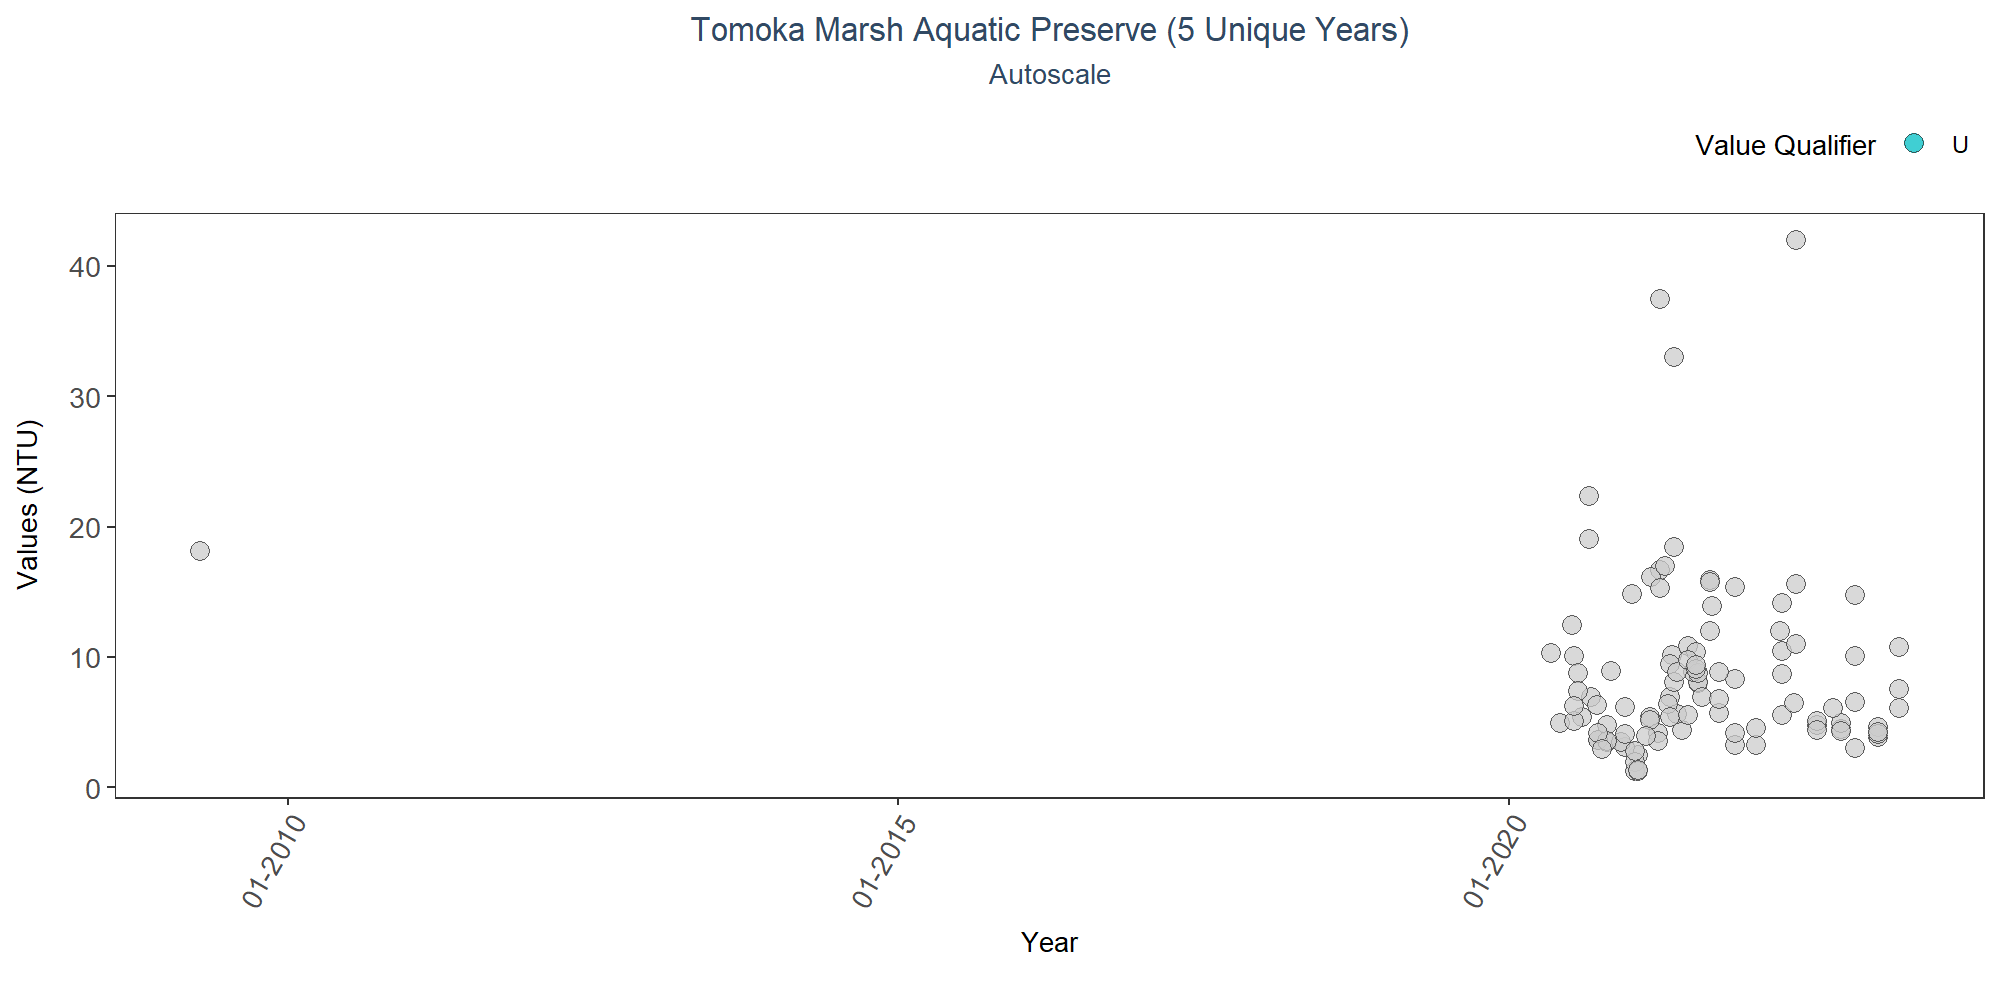 Tomoka Marsh Aquatic Preserve (5 Unique Years)
Autoscale
Value Qualifier U
40
30
20
10
0
Values (NTU)
01-2010
01-2015
01-2020
Year